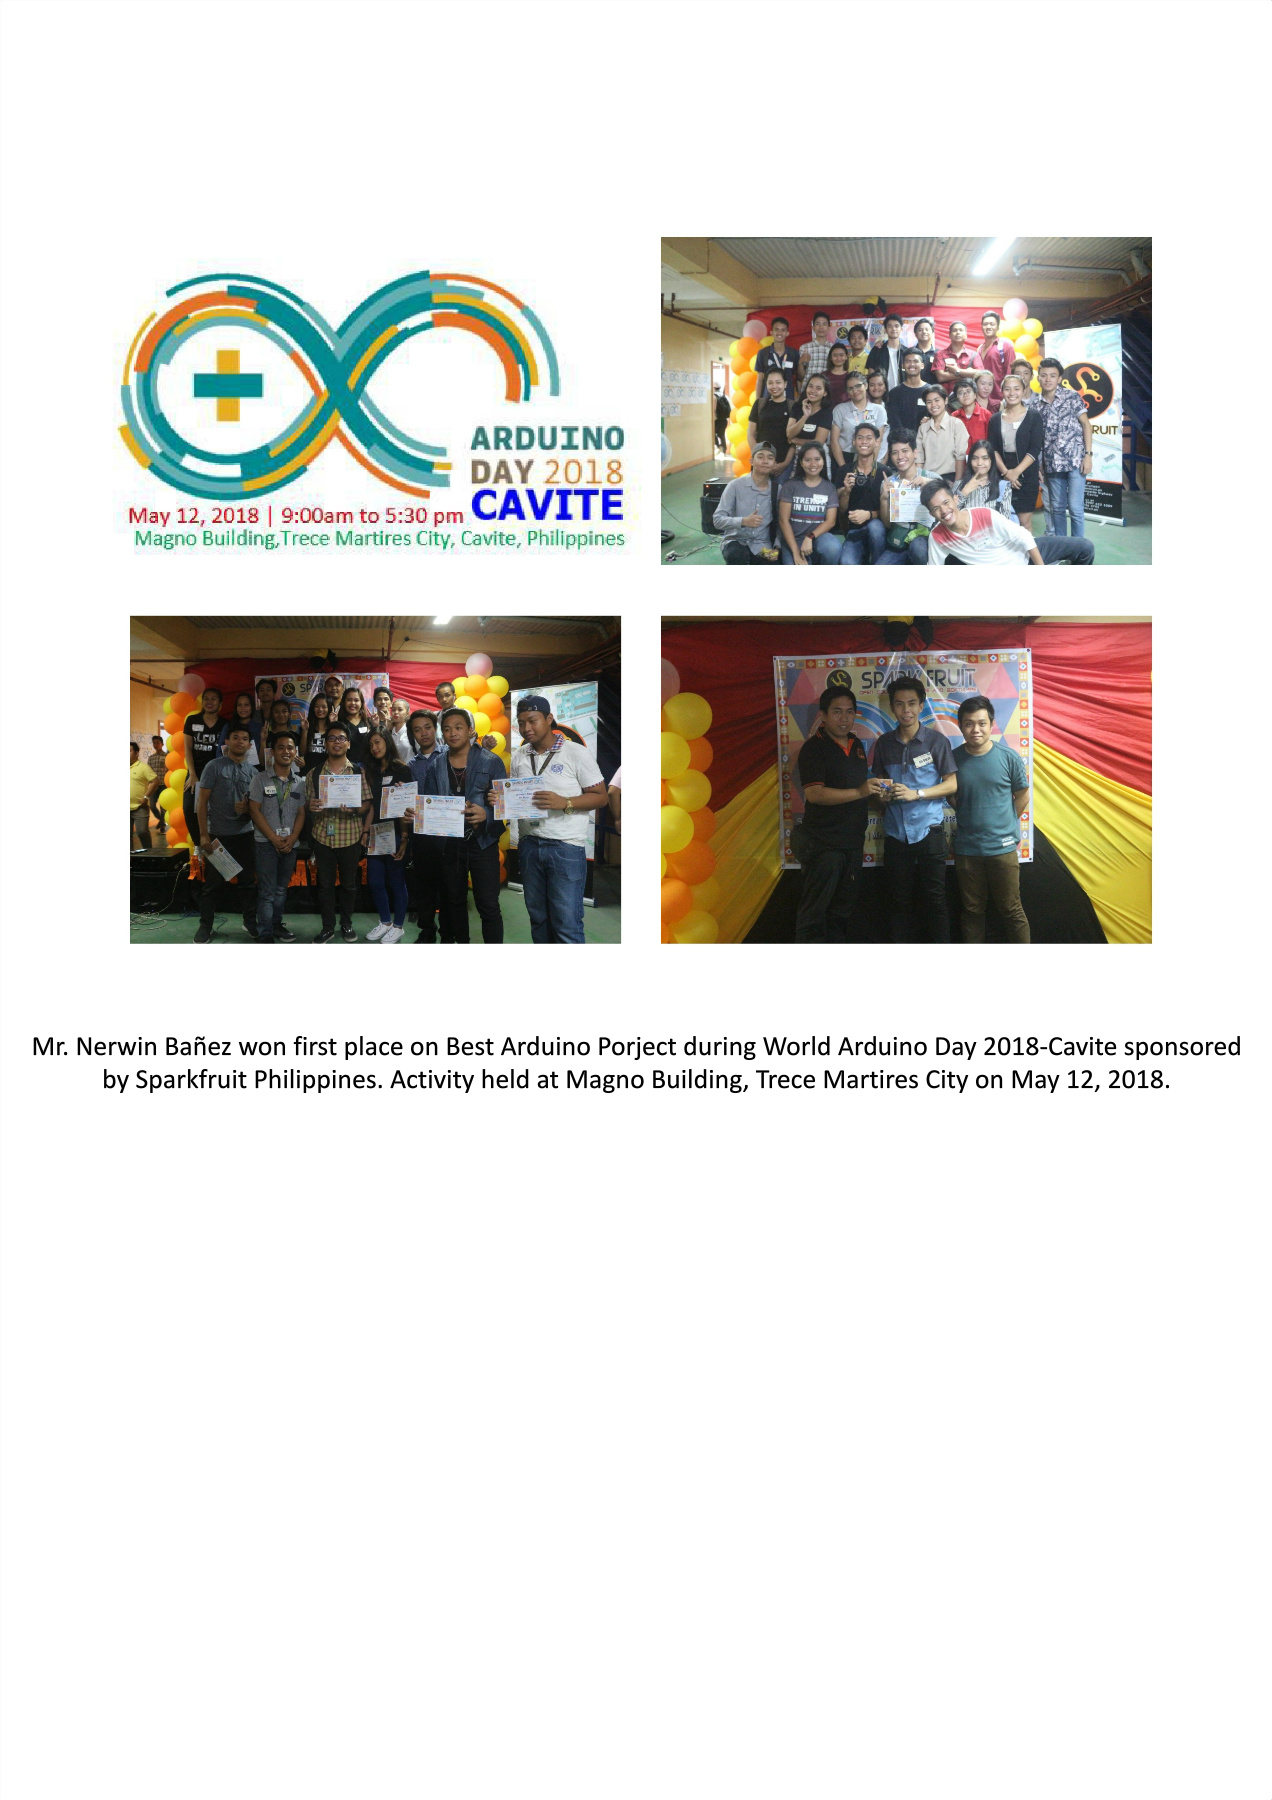 ARDUINO
DAY 2018
CAVITE
May 12, 2018 | 9:00am to 5:30 pm
Magno Building,Trece Martires City, Cavite, Philippines
RUIT
STRENGT
IN UNITY
SPARKFRUIT
Mr. Nerwin Bañez won first place on Best Arduino Porject during World Arduino Day 2018-Cavite sponsored
by Sparkfruit Philippines. Activity held at Magno Building, Trece Martires City on May 12, 2018.